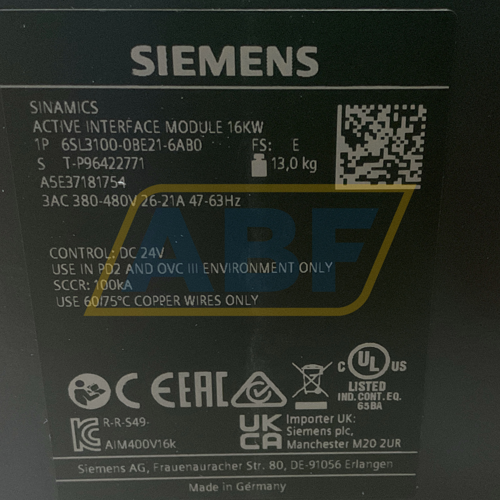 SIEMENS
SINAMICS
ACTIVE INTERFACE MODULE 16KW
1P 6SL3100-0BE21-6AB0 FS: E
S T-P96422771 13,0 kg
A5E37181754
3AC 380-480V 26-21A 47-63Hz
ABF
CONTROL: DC 24V
USE IN PD2 AND OVC III ENVIRONMENT ONLY
SCCR: 100kA
USE 60/75°C COPPER WIRES ONLY
CE EAC c UL US
LISTED
IND. CONT. EQ.
65BA
R-R-S49-
AIM400V16k
UK
CA
Importer UK:
Siemens plc,
Manchester M20 2UR
Siemens AG, Frauenauracher Str. 80, DE-91056 Erlangen
Made in Germany